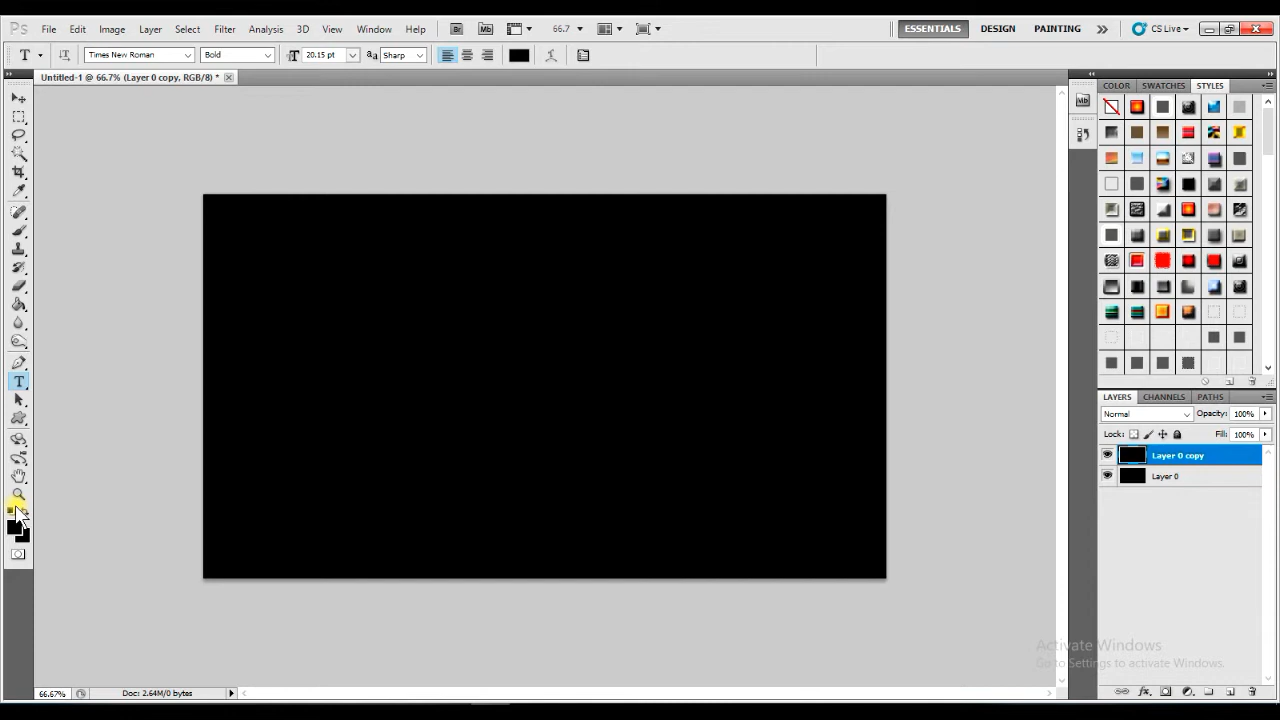 Ps File Edit Image Layer Select Filter Analysis 3D View Window Help Br Mb 66.7 ESSENTIALS DESIGN PAINTING CS Live
T Times New Roman Bold 20.15 pt aa Sharp
Untitled-1 @ 66.7% (Layer 0 copy, RGB/8) *
COLOR SWATCHES STYLES
Mb
T
LAYERS CHANNELS PATHS
Normal Opacity: 100%
Lock: Fill: 100%
Layer 0 copy
Layer 0
Activate Windows
Go to Settings to activate Windows.
66.67% Doc: 2.64M/0 bytes
fx